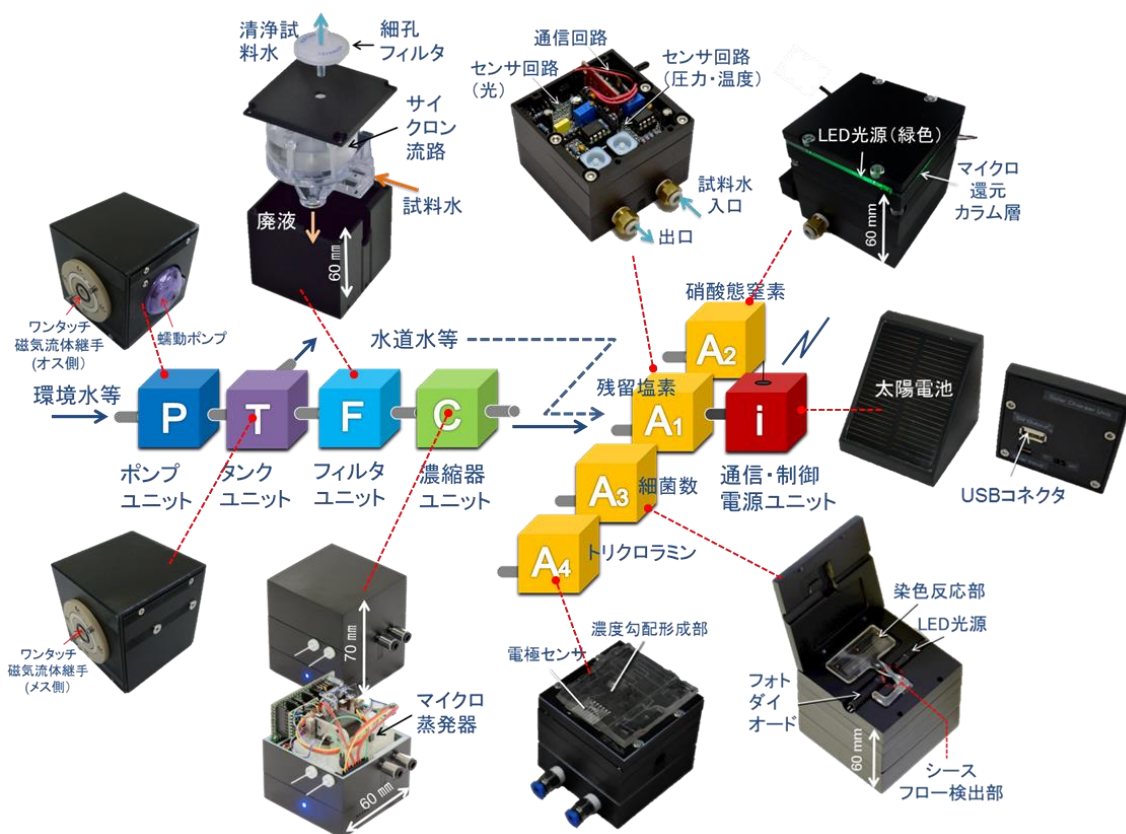 清浄試
料水
細孔
フィルタ
サイ
クロン
流路
試料水
廃液
60 mm
通信回路
センサ回路
(光)
センサ回路
(圧力・温度)
試料水
入口
出口
LED光源(緑色)
マイクロ
還元
カラム層
60 mm
ワンタッチ
磁気流体継手
(オス側)
蠕動ポンプ
環境水等
水道水等
硝酸態窒素
残留塩素
細菌数
トリクロラミン
P
T
F
C
A1
A2
A3
A4
i
ポンプ
ユニット
タンク
ユニット
フィルタ
ユニット
濃縮器
ユニット
通信・制御
電源ユニット
太陽電池
USBコネクタ
ワンタッチ
磁気流体継手
(メス側)
70 mm
マイクロ
蒸発器
60 mm
濃度勾配形成部
電極センサ
染色反応部
LED光源
フォト
ダイ
オード
60 mm
シース
フロー検出部